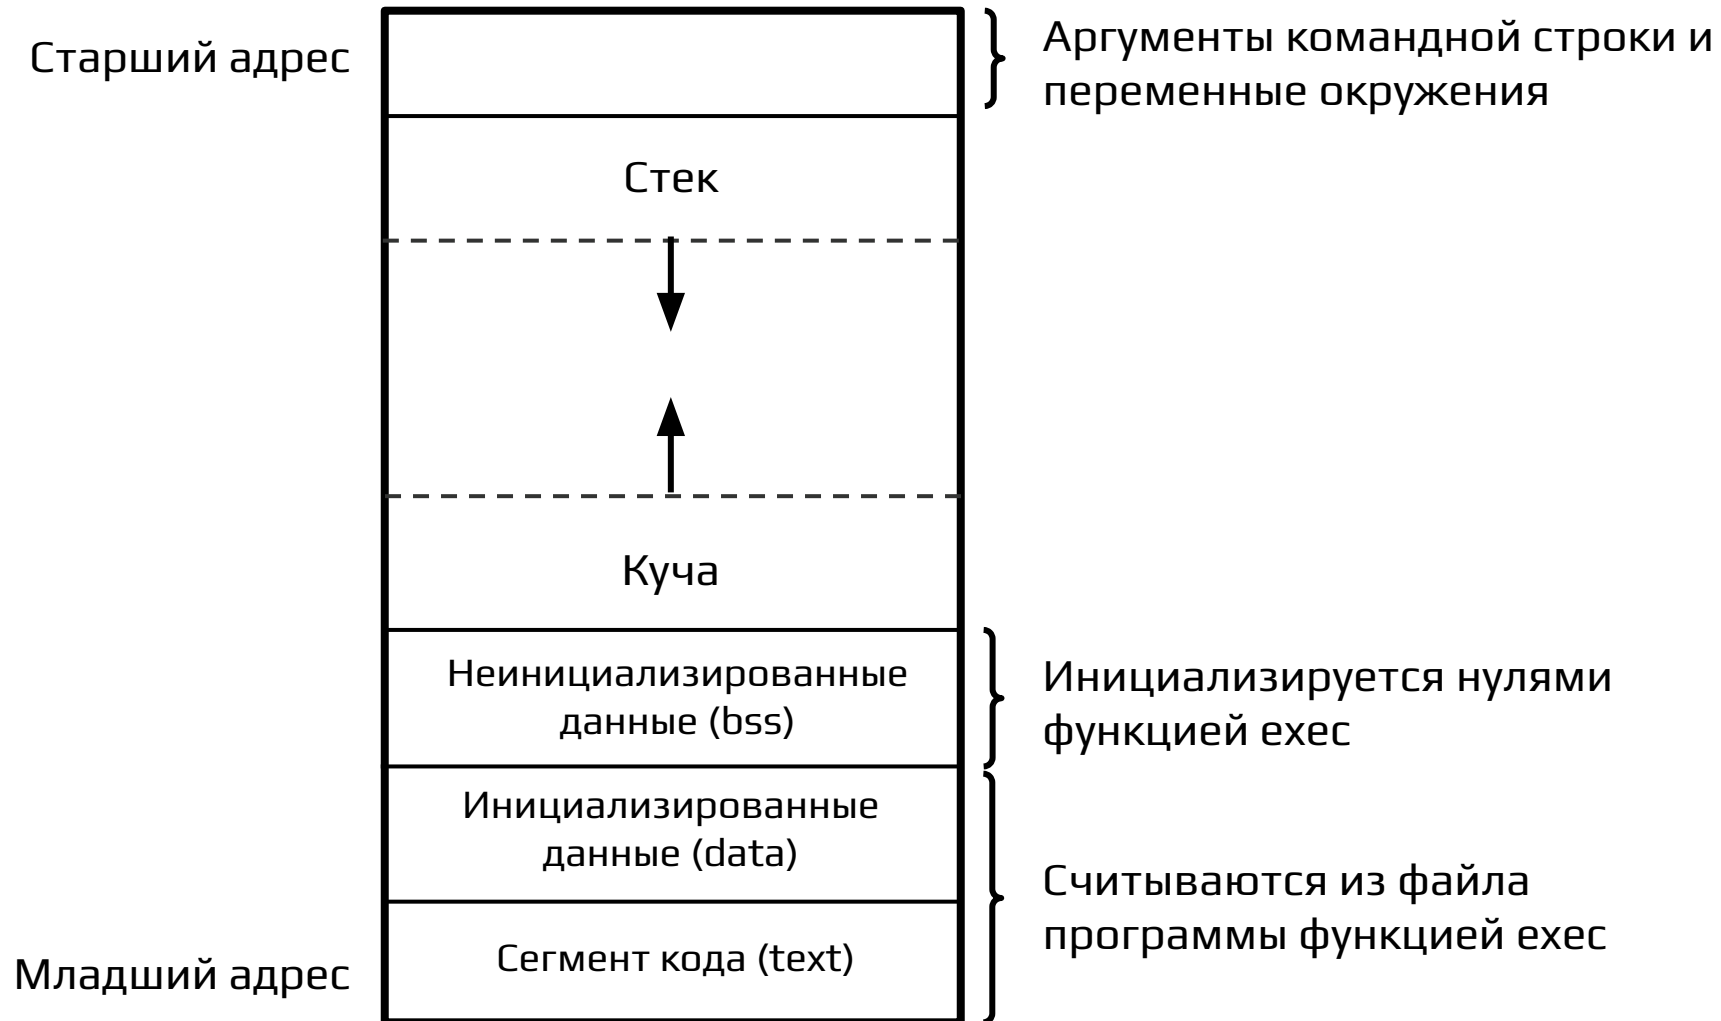 Старший адрес
Аргументы командной строки и
переменные окружения
Стек
Куча
Неинициализированные
данные (bss)
Инициализируется нулями
функцией exec
Инициализированные
данные (data)
Считываются из файла
программы функцией exec
Сегмент кода (text)
Младший адрес